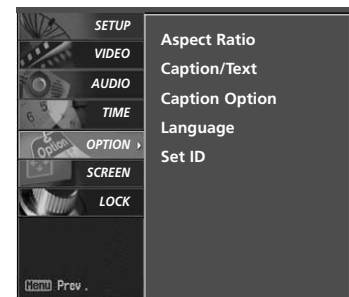 SETUP
VIDEO
AUDIO
TIME
OPTION
SCREEN
LOCK
Menu Prev.
Aspect Ratio
Caption/Text
Caption Option
Language
Set ID